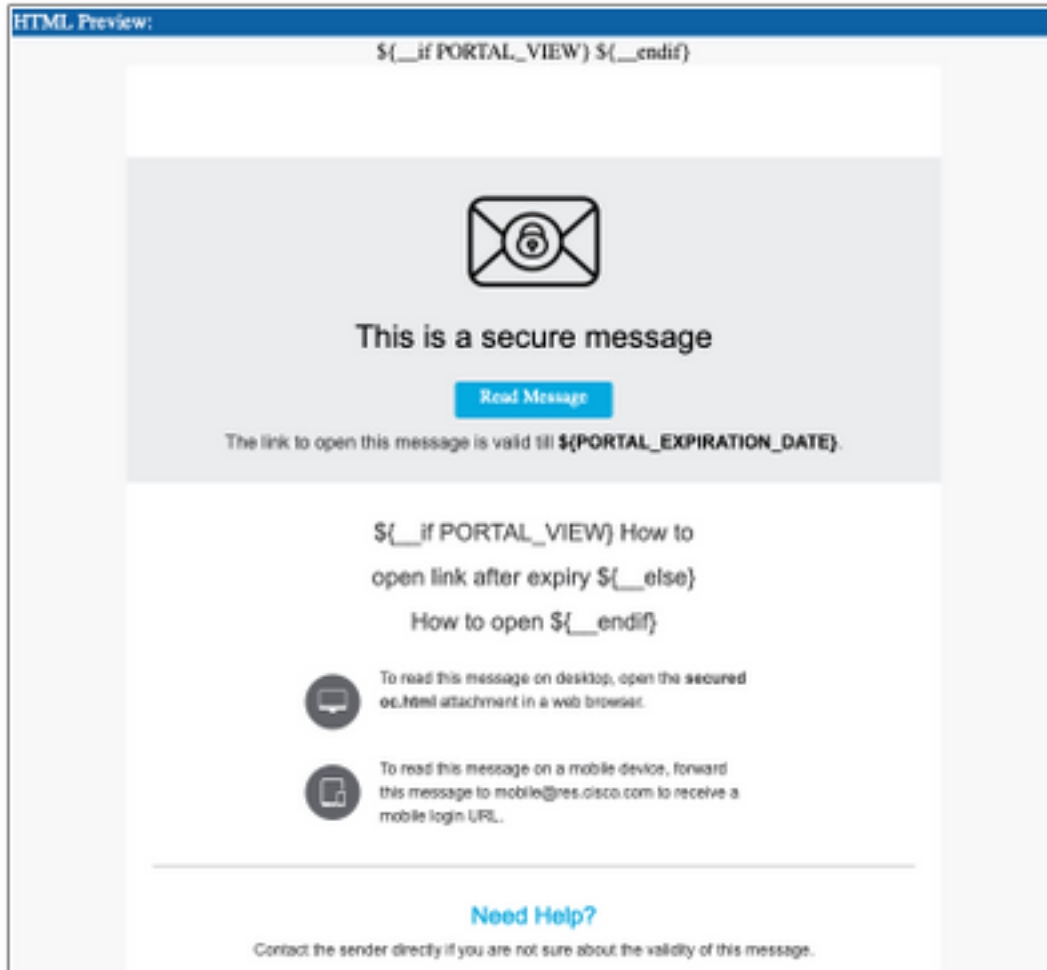 HTML Preview:
${__if PORTAL_VIEW} ${__endif}
This is a secure message
Read Message
The link to open this message is valid till ${PORTAL_EXPIRATION_DATE}.
${__if PORTAL_VIEW} How to
open link after expiry ${__else}
How to open ${__endif}
To read this message on desktop, open the secured
oc.html attachment in a web browser.
To read this message on a mobile device, forward
this message to mobile@res.cisco.com to receive a
mobile login URL.
Need Help?
Contact the sender directly if you are not sure about the validity of this message.